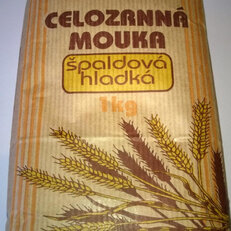 CELOZRNNÁ
MOUKA
špaldová
hladká
1kg